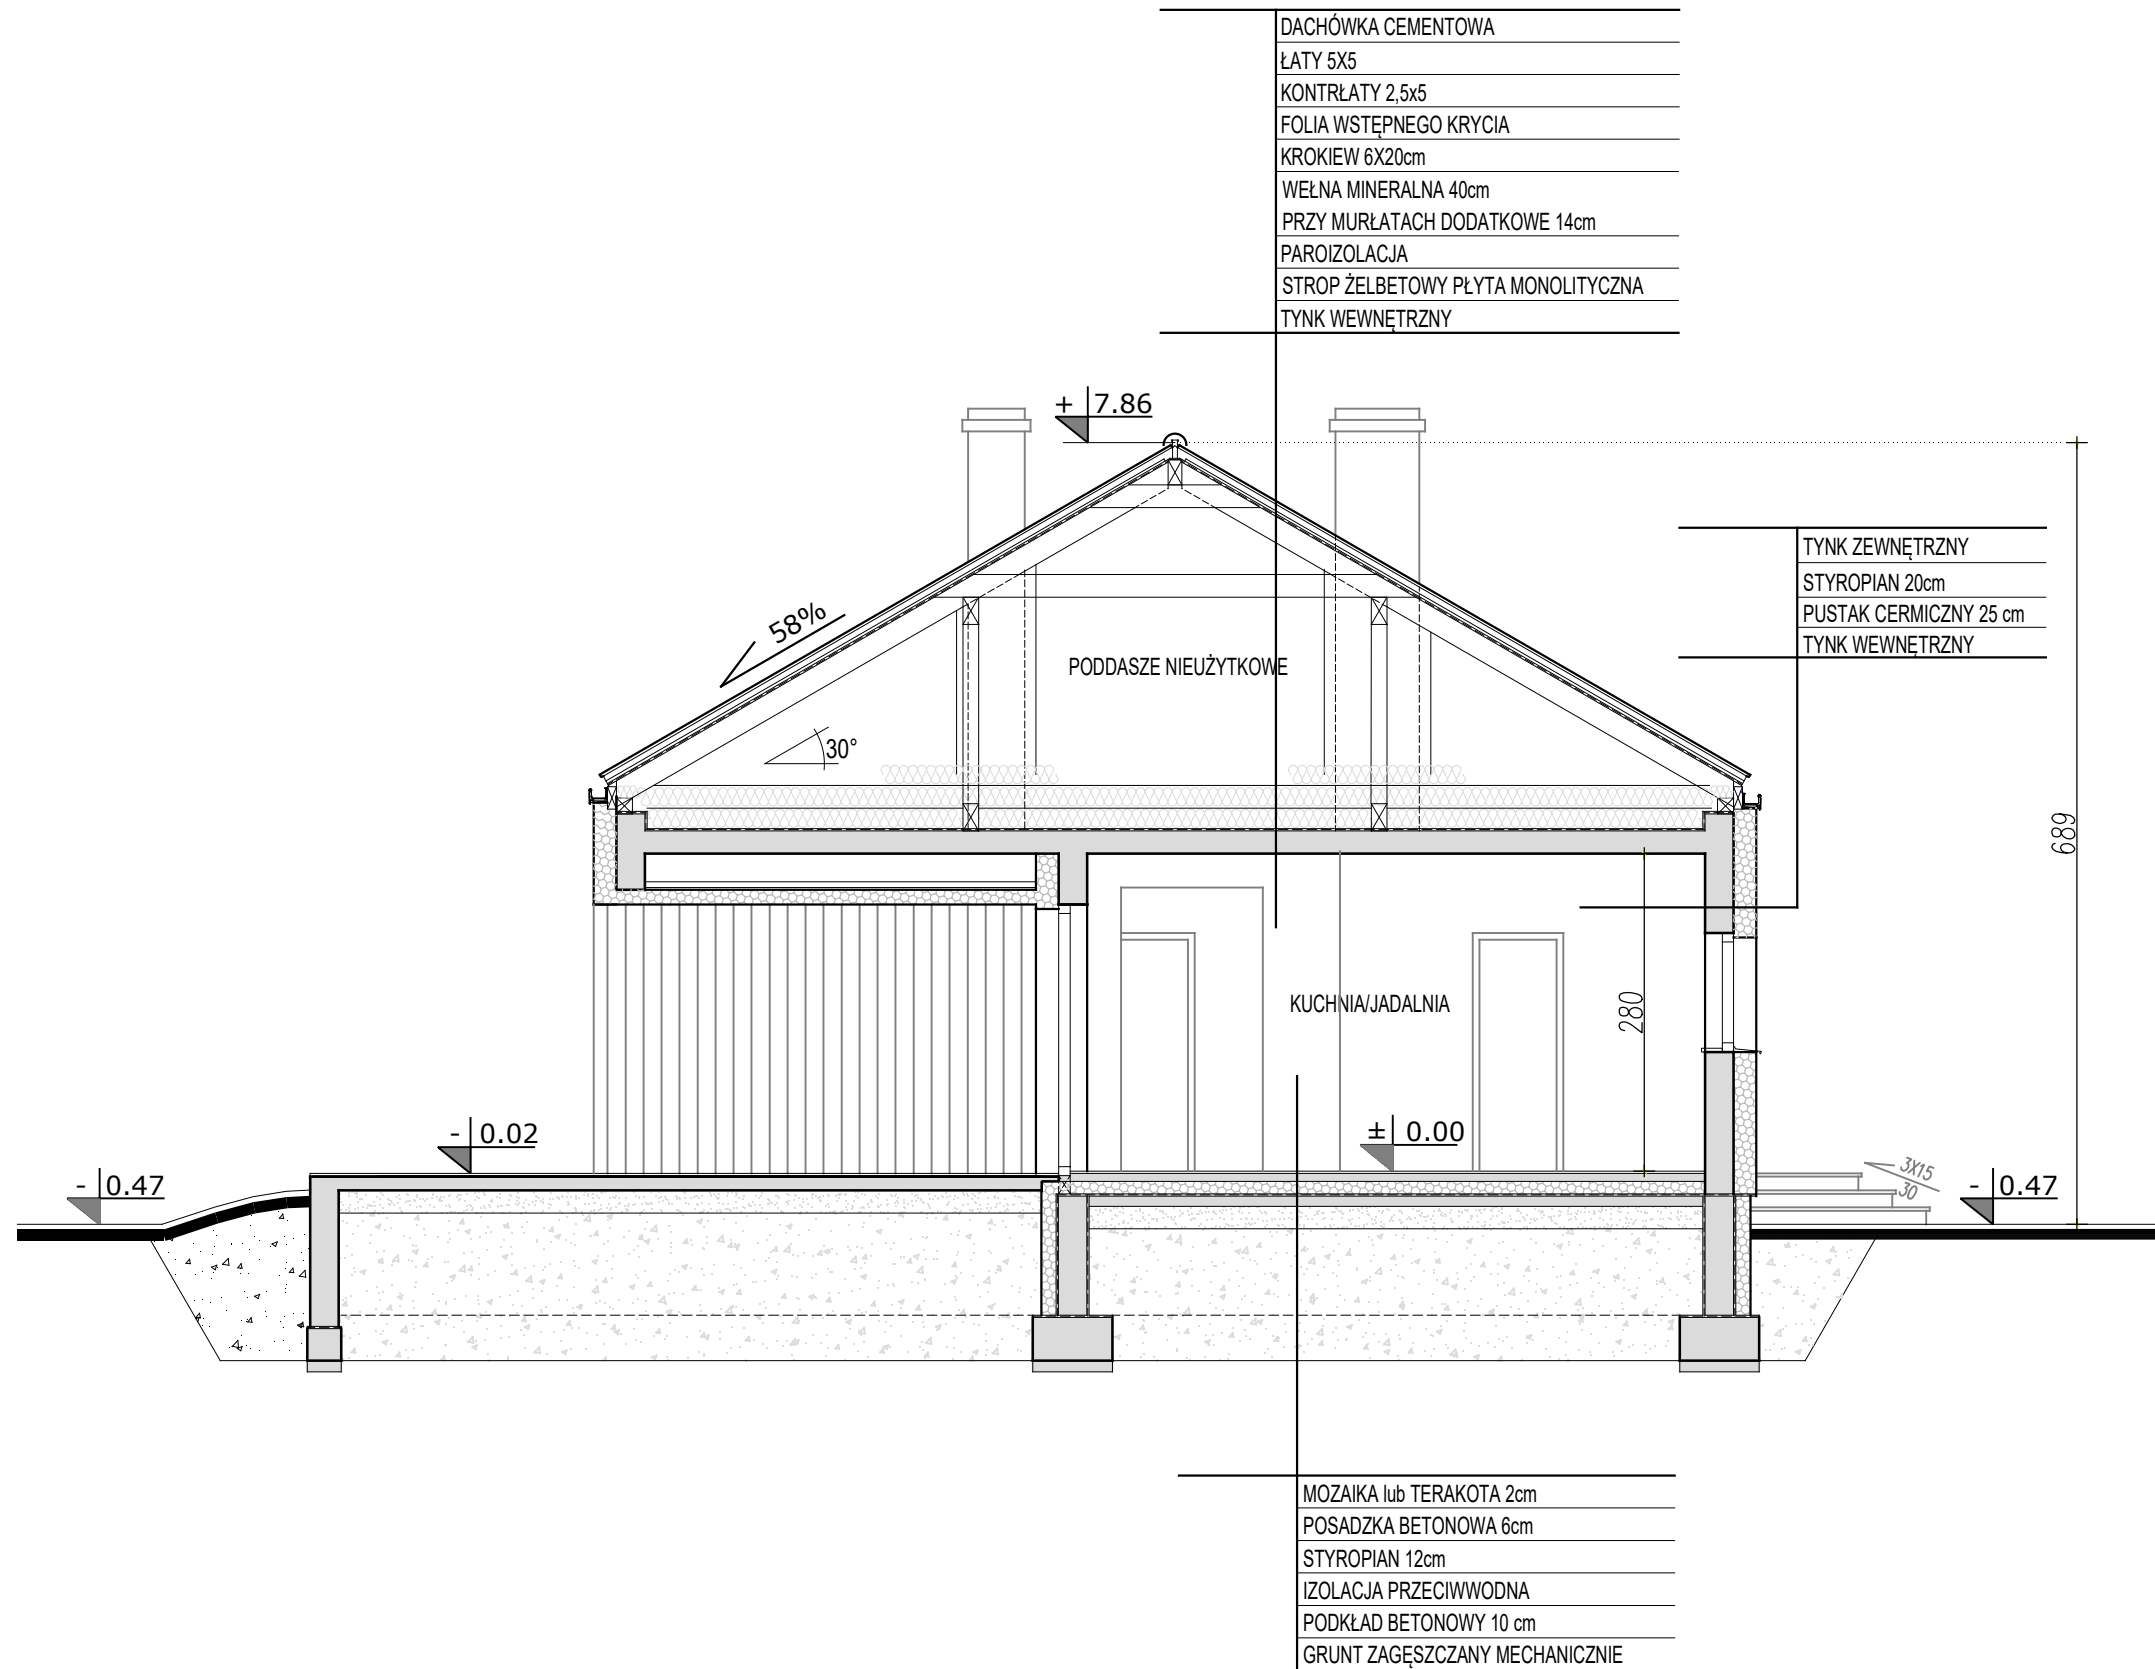 DACHÓWKA CEMENTOWA
ŁATY 5X5
KONTRŁATY 2,5x5
FOLIA WSTĘPNEGO KRYCIA
KROKIEW 6X20cm
WEŁNA MINERALNA 40cm
PRZY MURŁATACH DODATKOWE 14cm
PAROIZOLACJA
STROP ŻELBETOWY PŁYTA MONOLITYCZNA
TYNK WEWNĘTRZNY
+ 7.86
TYNK ZEWNĘTRZNY
STYROPIAN 20cm
PUSTAK CERMICZNY 25 cm
TYNK WEWNĘTRZNY
58%
PODDASZE NIEUŻYTKOWE
30°
689
KUCHNIA/JADALNIA
280
- 0.02
± 0.00
- 0.47
3X15
30
- 0.47
MOZAIKA lub TERAKOTA 2cm
POSADZKA BETONOWA 6cm
STYROPIAN 12cm
IZOLACJA PRZECIWWODNA
PODKŁAD BETONOWY 10 cm
GRUNT ZAGĘSZCZANY MECHANICZNIE